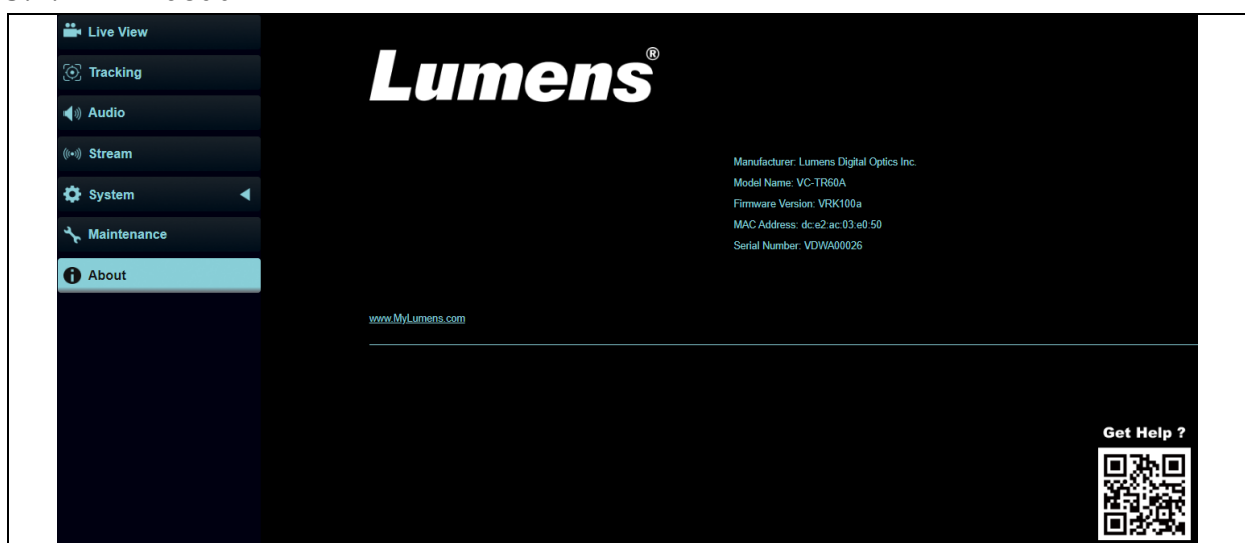 Live View
Tracking
Audio
Stream
System
Maintenance
About
Lumens®
Manufacturer: Lumens Digital Optics Inc.
Model Name: VC-TR60A
Firmware Version: VRK100a
MAC Address: dc:e2:ac:03:e0:50
Serial Number: VDWA00026
www.MyLumens.com
Get Help ?